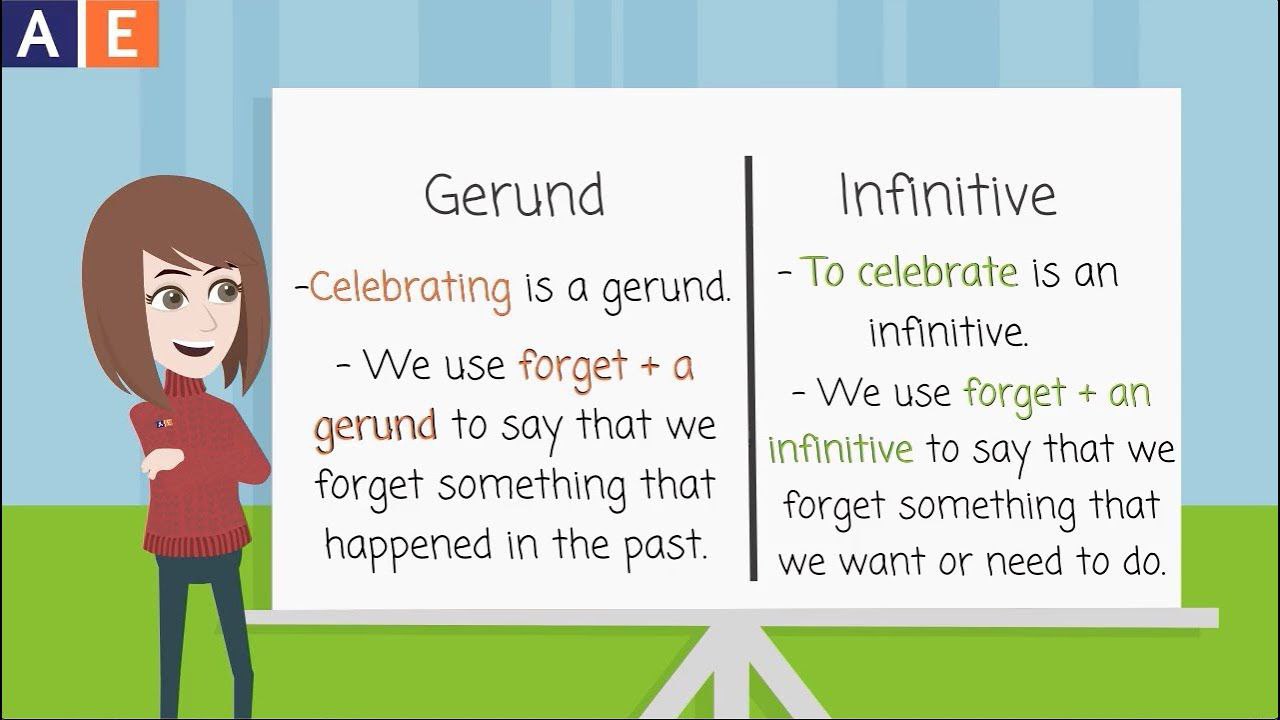 A E
Gerund
-Celebrating is a gerund.
- We use forget + a
gerund to say that we
forget something that
happened in the past.
Infinitive
- To celebrate is an
infinitive.
- We use forget + an
infinitive to say that we
forget something that
we want or need to do.
AE